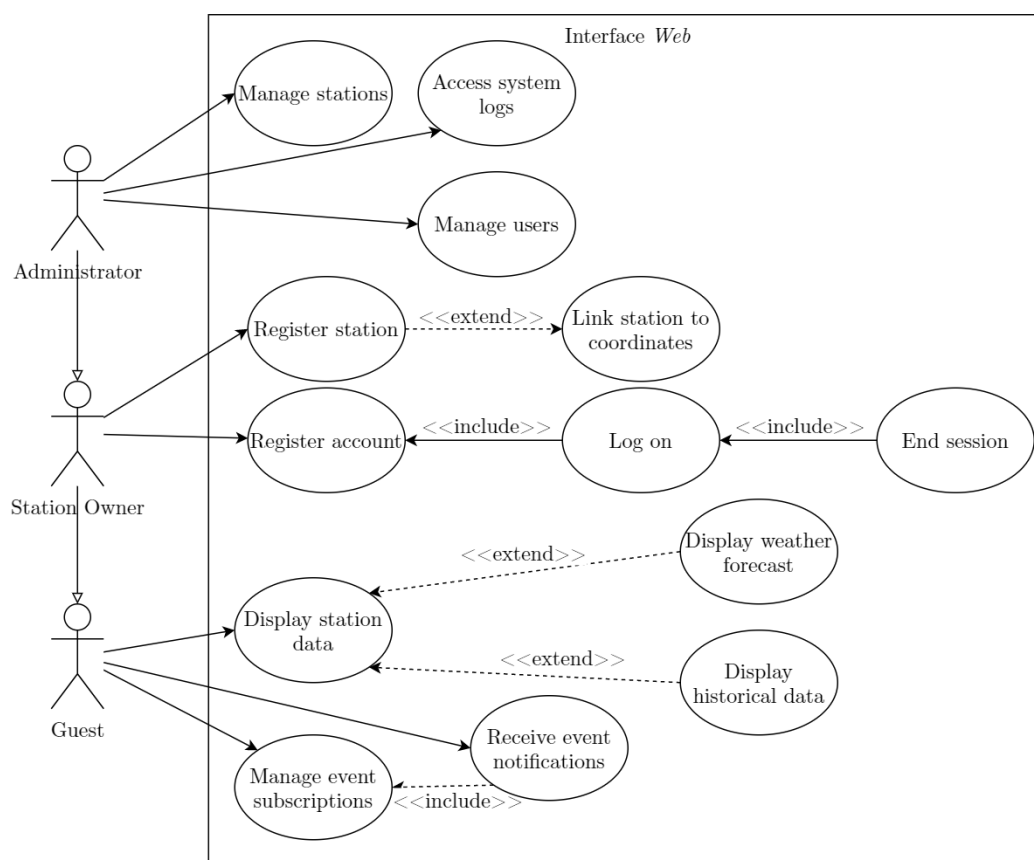 Interface Web
Manage stations
Access system
logs
Manage users
Administrator
Register station
<<extend>>
Link station to
coordinates
Register account
<<include>>
Log on
<<include>>
End session
Station Owner
Display weather
forecast
<<extend>>
Display station
data
<<extend>>
Display
historical data
Guest
Receive event
notifications
Manage event
subscriptions
<<include>>